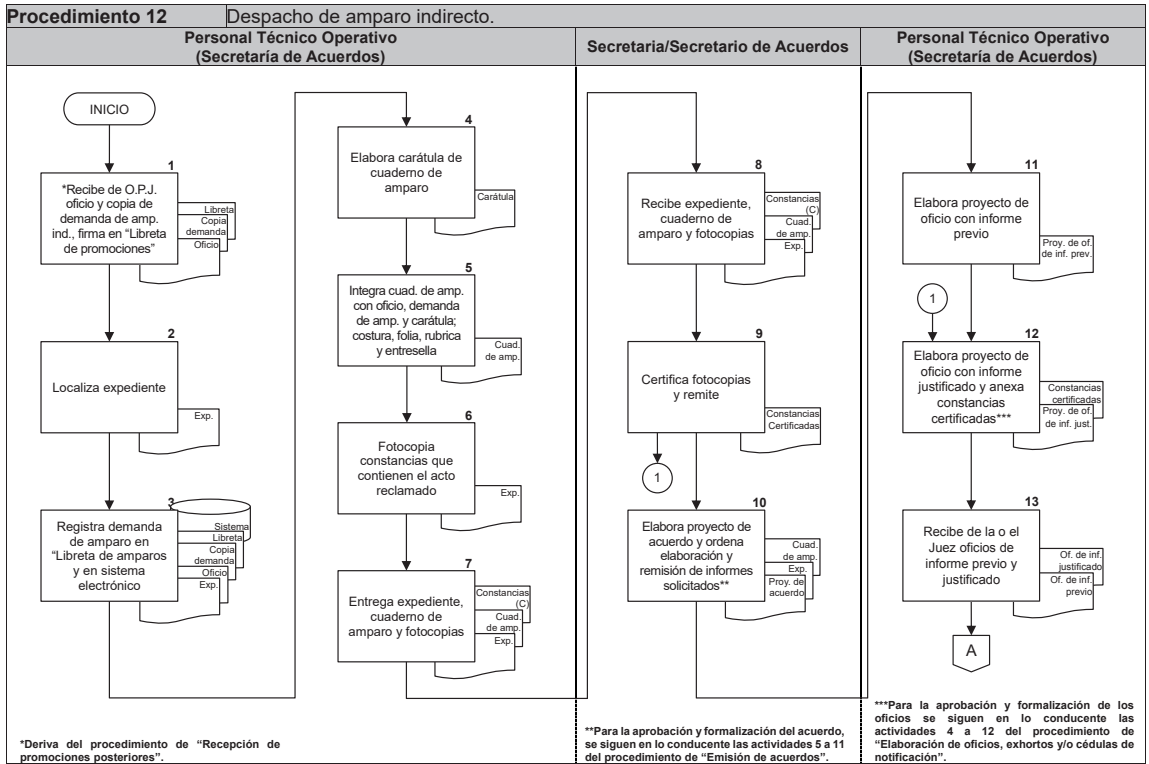 Procedimiento 12
Despacho de amparo indirecto.
Personal Técnico Operativo
(Secretaría de Acuerdos)
Secretaria/Secretario de Acuerdos
Personal Técnico Operativo
(Secretaría de Acuerdos)
INICIO
1
*Recibe de O.P.J.
oficio y copia de
demanda de amp.
ind., firma en “Libreta
de promociones”
Libreta
Copia
demanda
Oficio
2
Localiza expediente
Exp.
3
Registra demanda
de amparo en
“Libreta de amparos
y en sistema
electrónico
Sistema
Libreta
Copia
demanda
Oficio
Exp.
*Deriva del procedimiento de “Recepción de
promociones posteriores”.
4
Elabora carátula de
cuaderno de
amparo
Carátula
5
Integra cuad. de amp.
con oficio, demanda
de amp. y carátula;
costura, folia, rubrica
y entresella
Cuad.
de amp.
6
Fotocopia
constancias que
contienen el acto
reclamado
Exp.
7
Entrega expediente,
cuaderno de
amparo y fotocopias
Constancias
(C)
Cuad.
de amp.
Exp.
8
Recibe expediente,
cuaderno de
amparo y fotocopias
Constancias
(C)
Cuad.
de amp.
Exp.
9
Certifica fotocopias
y remite
Constancias
Certificadas
1
10
Elabora proyecto de
acuerdo y ordena
elaboración y
remisión de informes
solicitados**
Cuad.
de amp.
Exp.
Proy. de
acuerdo
**Para la aprobación y formalización del acuerdo,
se siguen en lo conducente las actividades 5 a 11
del procedimiento de “Emisión de acuerdos”.
11
Elabora proyecto de
oficio con informe
previo
Proy. de of.
de inf. prev.
1
12
Elabora proyecto de
oficio con informe
justificado y anexa
constancias
certificadas***
Constancias
certificadas
Proy. de of.
de inf. just.
13
Recibe de la o el
Juez oficios de
informe previo y
justificado
Of. de inf.
justificado
Of. de inf.
previo
A
***Para la aprobación y formalización de los
oficios se siguen en lo conducente las
actividades 4 a 12 del procedimiento de
“Elaboración de oficios, exhortos y/o cédulas de
notificación”.